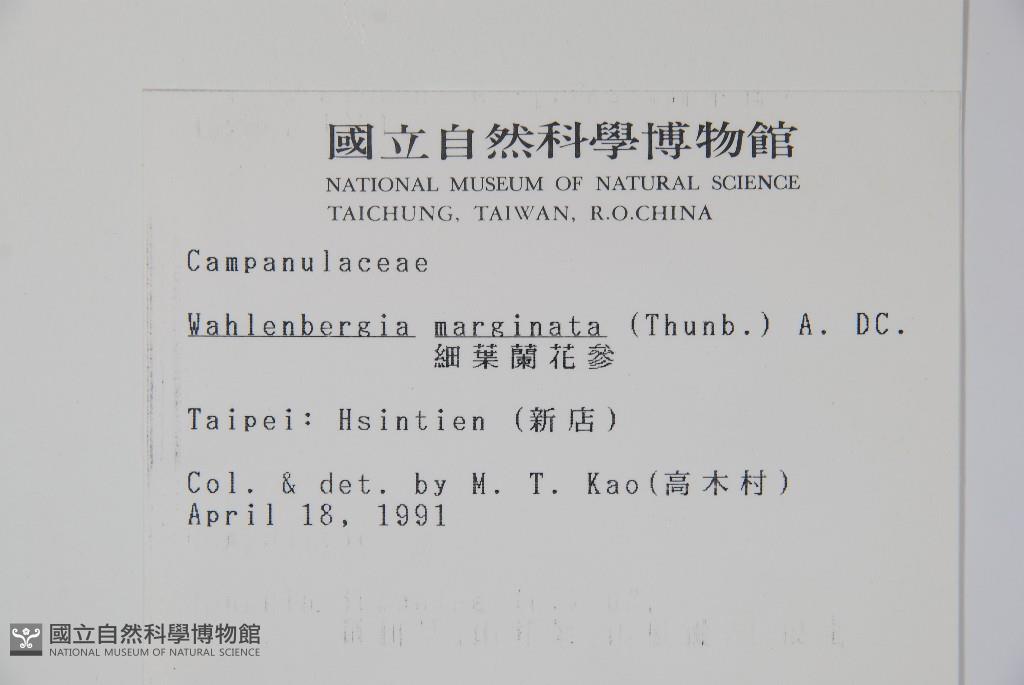 國立自然科學博物館
NATIONAL MUSEUM OF NATURAL SCIENCE
TAICHUNG, TAIWAN, R.O.CHINA
Campanulaceae
Wahlenbergia marginata (Thunb.) A. DC.
細葉蘭花參
Taipei: Hsintien (新店)
Col. & det. by M. T. Kao(高木村)
April 18, 1991
國立自然科學博物館
NATIONAL MUSEUM OF NATURAL SCIENCE